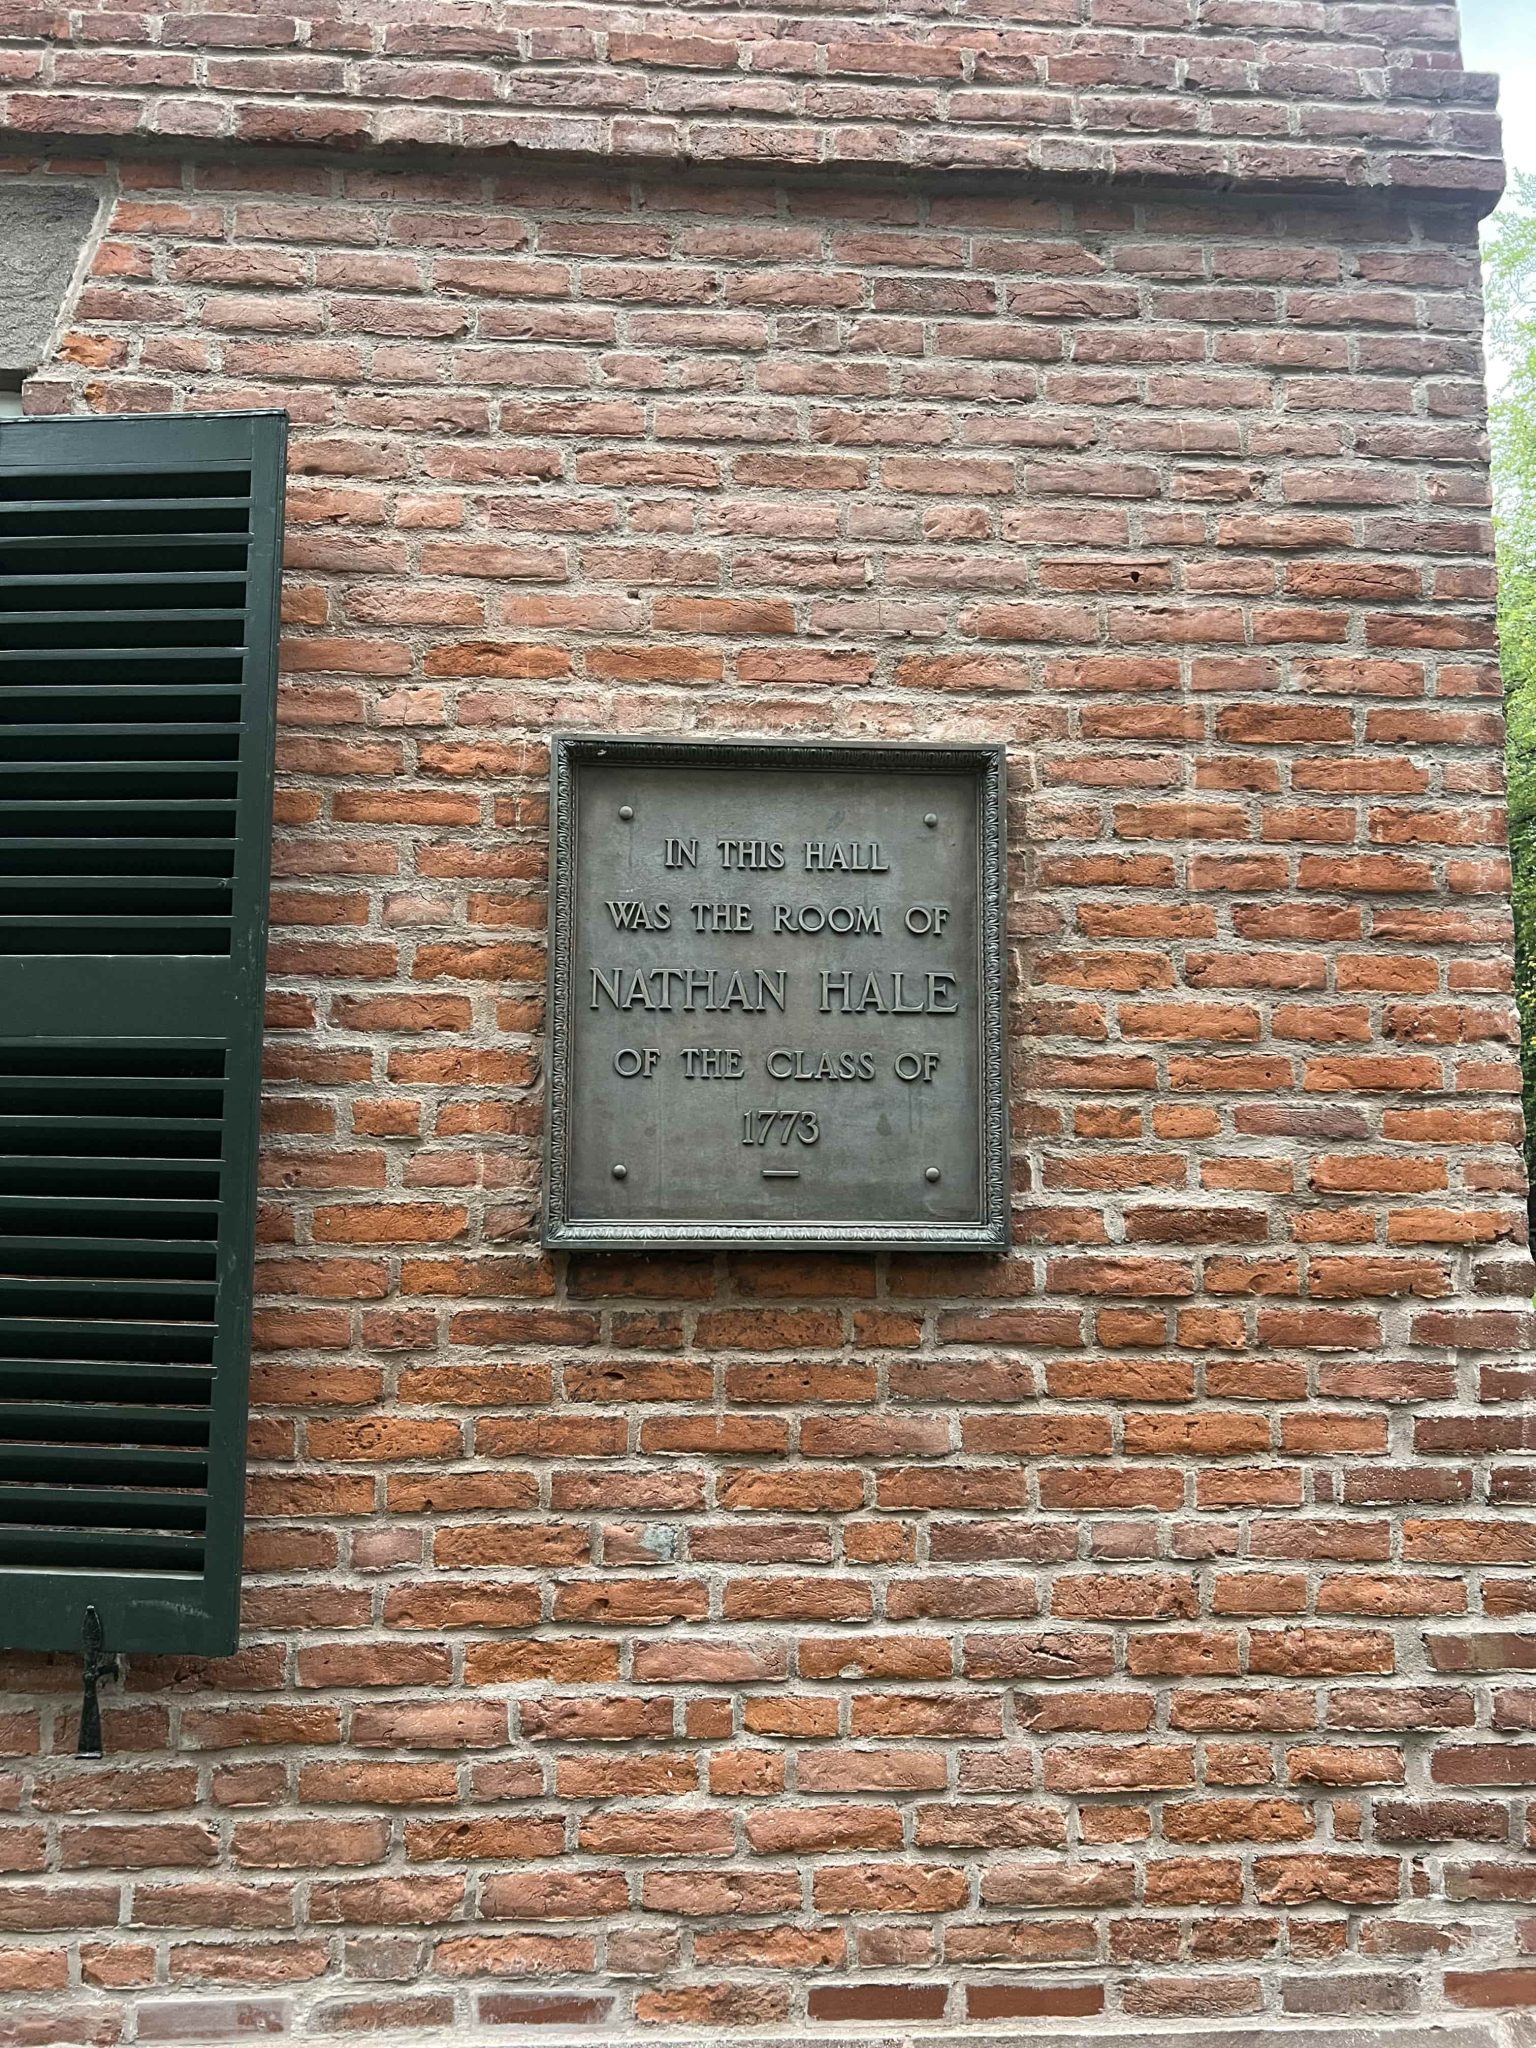 IN THIS HALL
WAS THE ROOM OF
NATHAN HALE
OF THE CLASS OF
1773